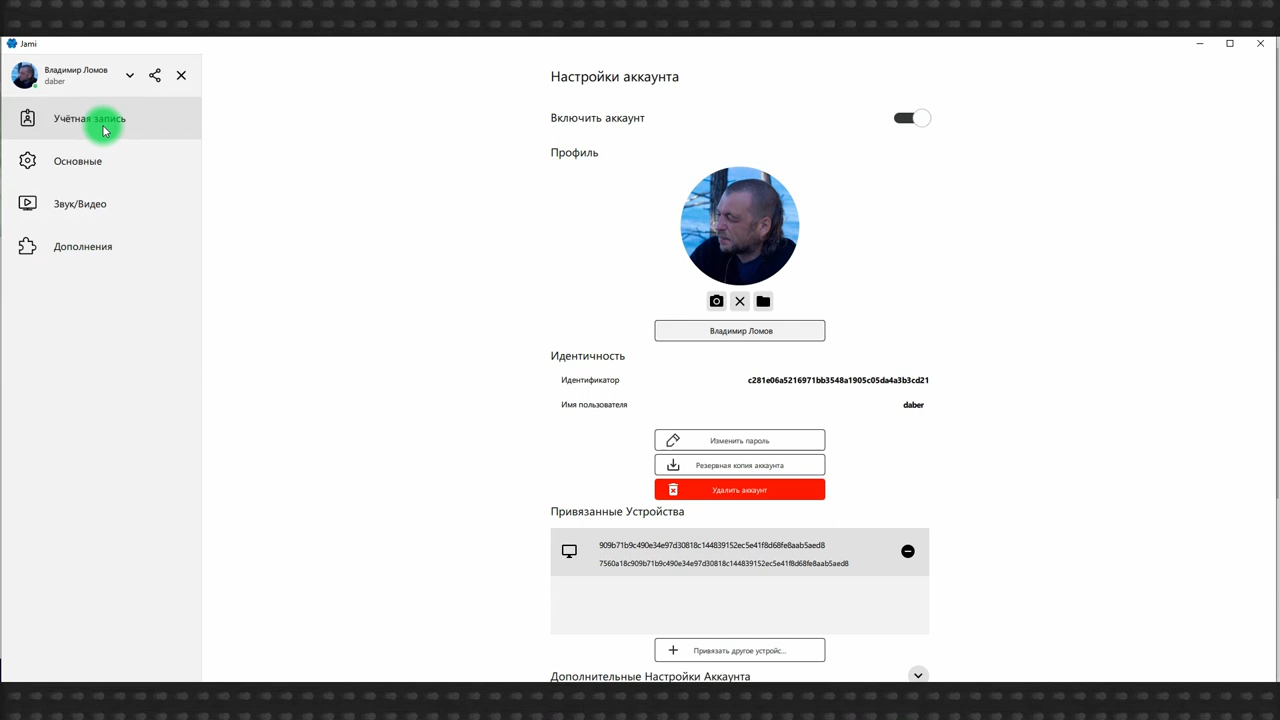 Jami
Владимир Ломов
daber
Учётная запись
Основные
Звук/Видео
Дополнения
Настройки аккаунта
Включить аккаунт
Профиль
Владимир Ломов
Идентичность
Идентификатор c281e06a5216971bb3548a1905c05da4a3b3cd21
Имя пользователя daber
Изменить пароль
Резервная копия аккаунта
Удалить аккаунт
Привязанные Устройства
909b71b9c490e34e97d30818c144839152ec5e41f8d68fe8aab5aed8
7560a18c909b71b9c490e34e97d30818c144839152ec5e41f8d68fe8aab5aed8
Привязать другое устройс...
Дополнительные Настройки Аккаунта